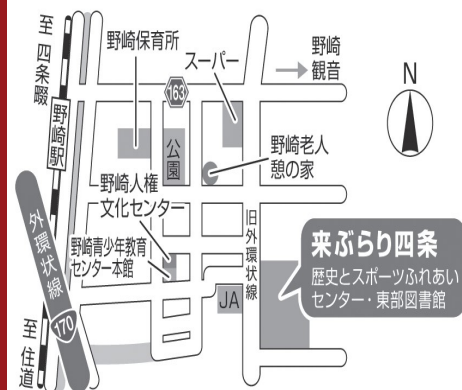 至
四条畷
野崎保育所
スーパー
野崎
観音
163
N
野崎駅
公園
野崎老人
憩の家
野崎人権
文化センター
外環状線
野崎青少年教育
センター本館
旧外環状線
来ぶらり四条
歴史とスポーツふれあい
センター・東部図書館
JA
170
至
住道